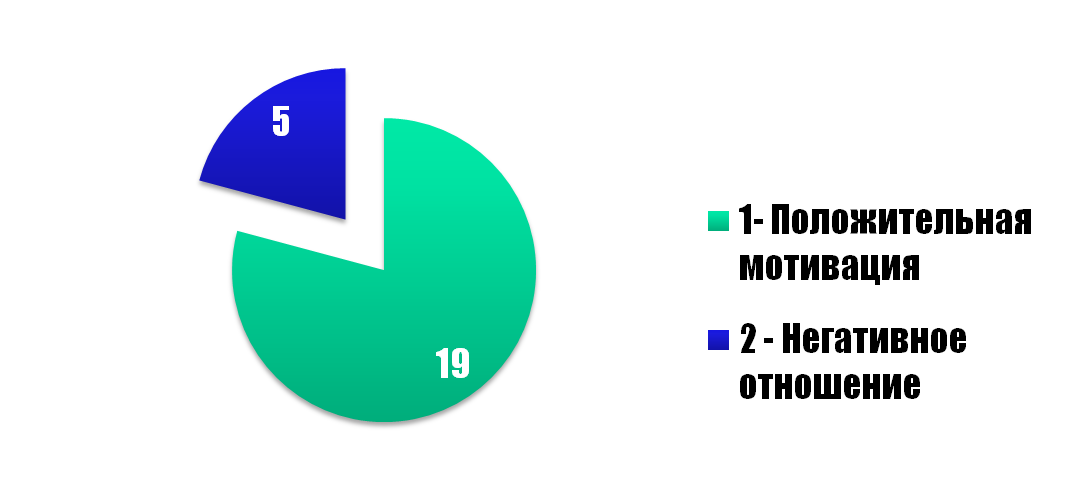 5
19
1- Положительная
мотивация
2 - Негативное
отношение